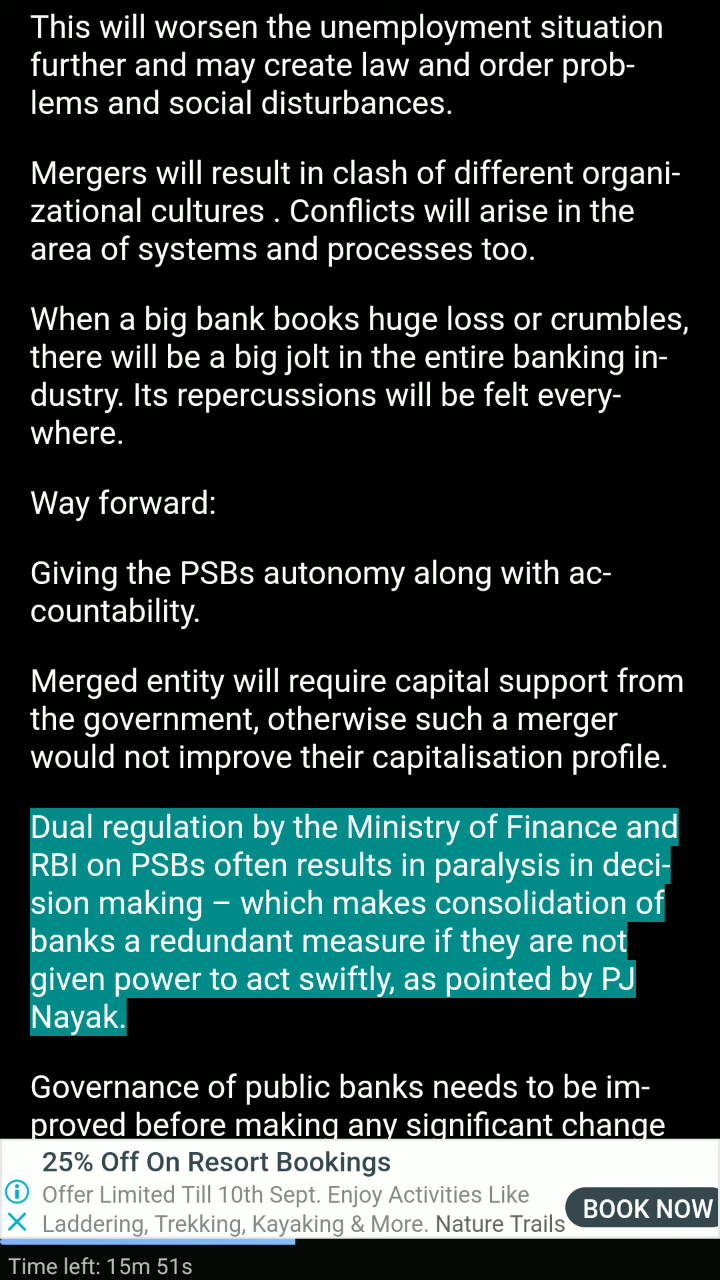 This will worsen the unemployment situation
further and may create law and order prob-
lems and social disturbances.
Mergers will result in clash of different organi-
zational cultures . Conflicts will arise in the
area of systems and processes too.
When a big bank books huge loss or crumbles,
there will be a big jolt in the entire banking in-
dustry. Its repercussions will be felt every-
where.
Way forward:
Giving the PSBs autonomy along with ac-
countability.
Merged entity will require capital support from
the government, otherwise such a merger
would not improve their capitalisation profile.
Dual regulation by the Ministry of Finance and
RBI on PSBs often results in paralysis in deci-
sion making – which makes consolidation of
banks a redundant measure if they are not
given power to act swiftly, as pointed by PJ
Nayak.
Governance of public banks needs to be im-
proved before making any significant change
25% Off On Resort Bookings
Offer Limited Till 10th Sept. Enjoy Activities Like
Laddering, Trekking, Kayaking & More. Nature Trails
BOOK NOW
Time left: 15m 51s